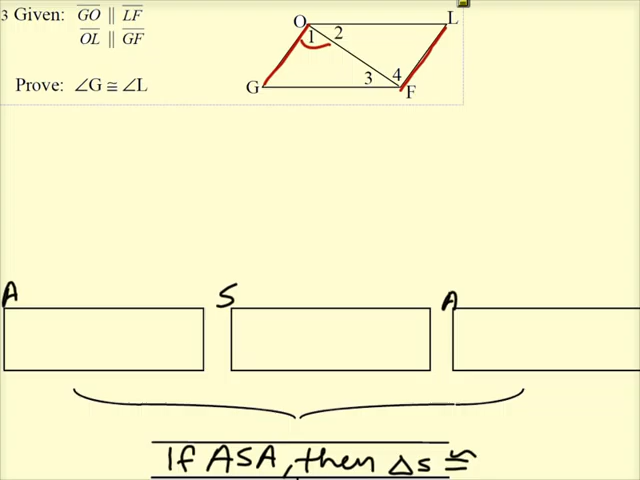 3 Given: GO ∥ LF
OL ∥ GF
Prove: ∠G ≅ ∠L
O
L
1
2
3
4
G
F
A
S
A
If ASA, then △s ≅